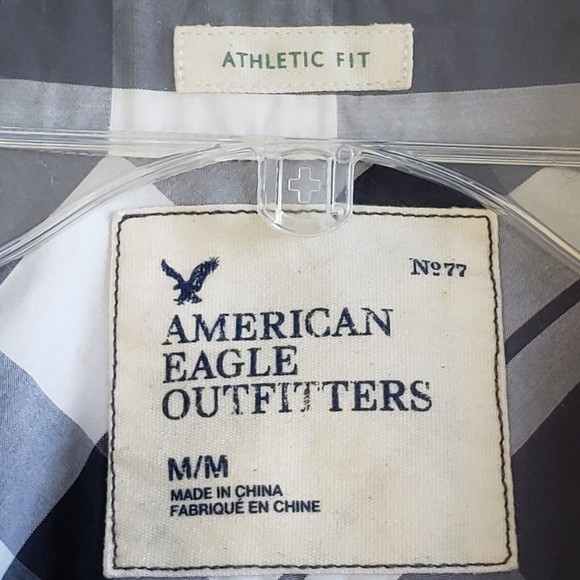 ATHLETIC FIT
Nº77
AMERICAN
EAGLE
OUTFITTERS
M/M
MADE IN CHINA
FABRIQUÉ EN CHINE